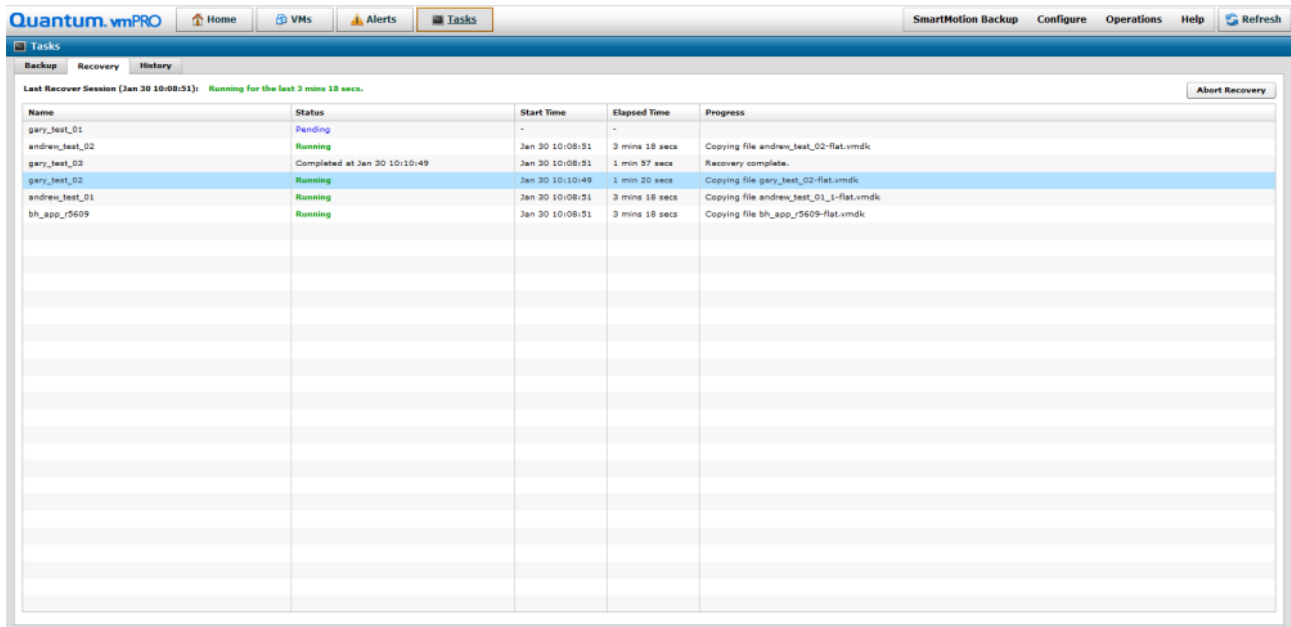 Quantum. vmPRO Home VMs Alerts Tasks SmartMotion Backup Configure Operations Help Refresh
Tasks
Backup Recovery History
Last Recover Session (Jan 30 10:08:51): Running for the last 3 mins 18 secs. Abort Recovery
Name Status Start Time Elapsed Time Progress
gary_test_01 Pending - -
andrew_test_02 Running Jan 30 10:08:51 3 mins 18 secs Copying file andrew_test_02-flat.vmdk
gary_test_03 Completed at Jan 30 10:10:49 Jan 30 10:08:51 1 min 57 secs Recovery complete.
gary_test_02 Running Jan 30 10:10:49 1 min 20 secs Copying file gary_test_02-flat.vmdk
andrew_test_01 Running Jan 30 10:08:51 3 mins 18 secs Copying file andrew_test_01_1-flat.vmdk
bh_app_r5609 Running Jan 30 10:08:51 3 mins 18 secs Copying file bh_app_r5609-flat.vmdk